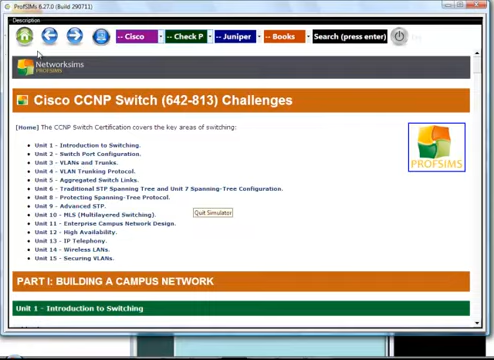 ProfSIMs 6.27.0 (Build 290711)
Description
-- Cisco
-- Check P
-- Juniper
-- Books
Search (press enter)
Networksims
PROFSIMS
Cisco CCNP Switch (642-813) Challenges
[Home] The CCNP Switch Certification covers the key areas of switching:
PROFSIMS
Unit 1 - Introduction to Switching.
Unit 2 - Switch Port Configuration.
Unit 3 - VLANs and Trunks.
Unit 4 - VLAN Trunking Protocol.
Unit 5 - Aggregated Switch Links.
Unit 6 - Traditional STP Spanning Tree and Unit 7 Spanning-Tree Configuration.
Unit 8 - Protecting Spanning-Tree Protocol.
Unit 9 - Advanced STP.
Unit 10 - MLS (Multilayered Switching).
Unit 11 - Enterprise Campus Network Design.
Unit 12 - High Availability.
Unit 13 - IP Telephony.
Unit 14 - Wireless LANs.
Unit 15 - Securing VLANs.
Quit Simulator
PART I: BUILDING A CAMPUS NETWORK
Unit 1 - Introduction to Switching